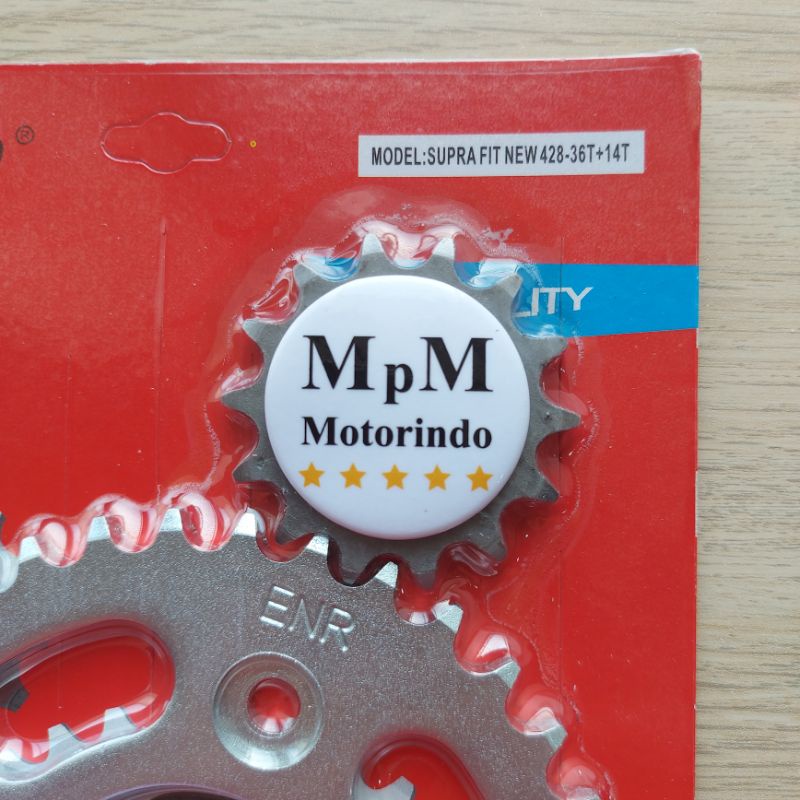 ®
MODEL:SUPRA FIT NEW 428-36T+14T
LITY
MpM
Motorindo
ENR